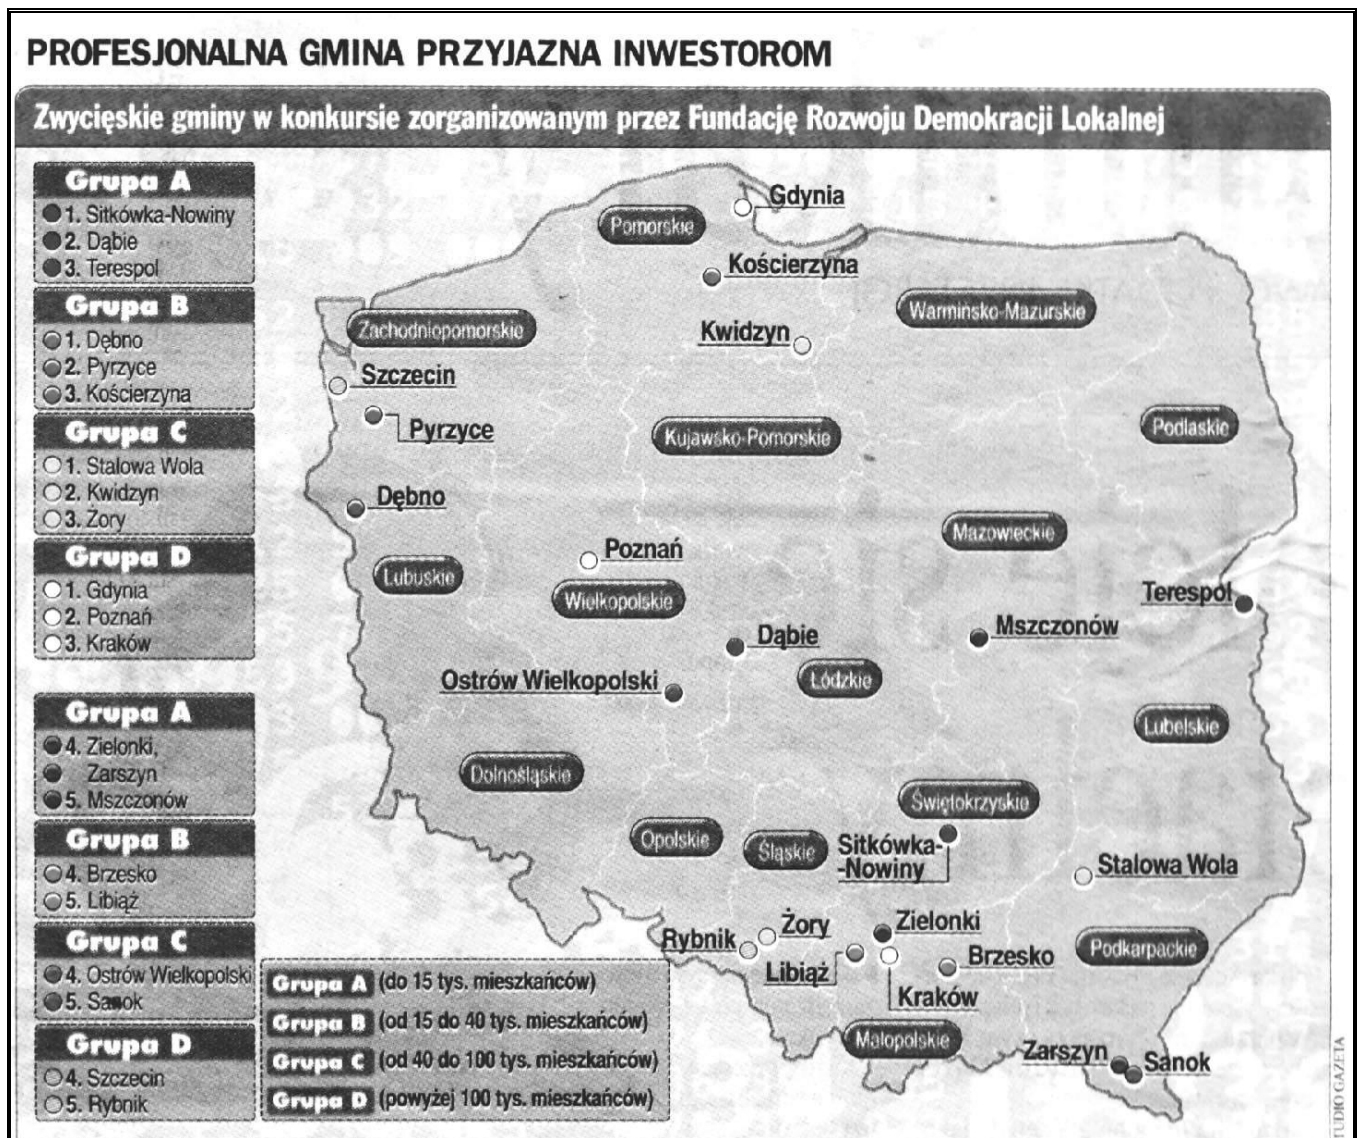 PROFESJONALNA GMINA PRZYJAZNA INWESTOROM
Zwycięskie gminy w konkursie zorganizowanym przez Fundację Rozwoju Demokracji Lokalnej
Grupa A
1. Sitkówka-Nowiny
2. Dąbie
3. Terespol
Grupa B
1. Dębno
2. Pyrzyce
3. Kościerzyna
Grupa C
1. Stalowa Wola
2. Kwidzyn
3. Żory
Grupa D
1. Gdynia
2. Poznań
3. Kraków
Grupa A
4. Zielonki,
Zarszyn
5. Mszczonów
Grupa B
4. Brzesko
5. Libiąż
Grupa C
4. Ostrów Wielkopolski
5. Sanok
Grupa D
4. Szczecin
5. Rybnik
Grupa A (do 15 tys. mieszkańców)
Grupa B (od 15 do 40 tys. mieszkańców)
Grupa C (od 40 do 100 tys. mieszkańców)
Grupa D (powyżej 100 tys. mieszkańców)
Gdynia
Pomorskie
Kościerzyna
Warmińsko-Mazurskie
Zachodniopomorskie
Kwidzyn
Szczecin
Pyrzyce
Kujawsko-Pomorskie
Podlaskie
Dębno
Mazowieckie
Poznań
Lubuskie
Wielkopolskie
Terespol
Dąbie
Mszczonów
Ostrów Wielkopolski
Łódzkie
Lubelskie
Dolnośląskie
Świętokrzyskie
Opolskie
Śląskie
Sitkówka-
-Nowiny
Stalowa Wola
Zielonki
Żory
Rybnik
Libiąż
Brzesko
Podkarpackie
Kraków
Małopolskie
Zarszyn
Sanok
TUDIO GAZETA